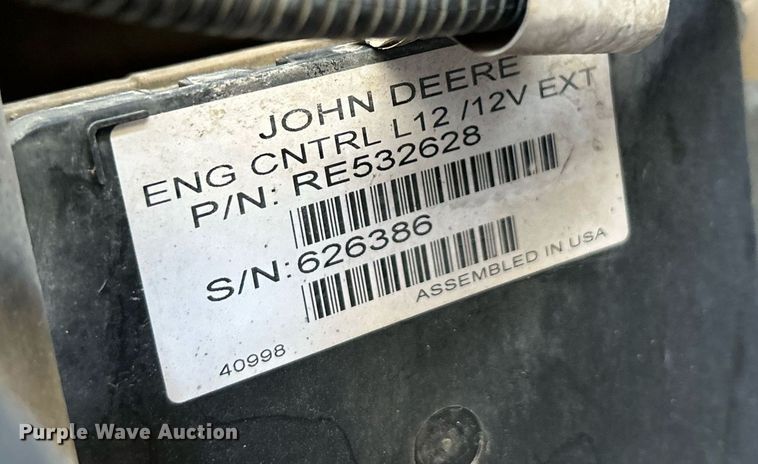 JOHN DEERE
ENG CNTRL L12 /12V EXT
P/N: RE532628
S/N: 626386
ASSEMBLED IN USA
40998
Purple Wave Auction